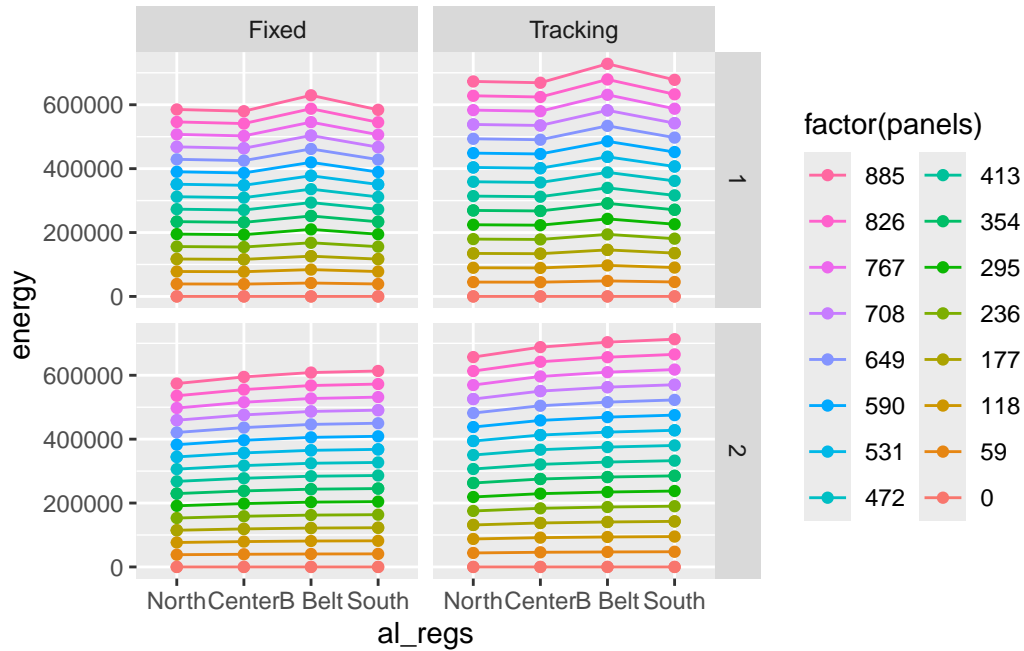 Fixed
Tracking
600000
400000
200000
0
1
energy
600000
400000
200000
0
2
North Center B Belt South
North Center B Belt South
al_regs
factor(panels)
885 413
826 354
767 295
708 236
649 177
590 118
531 59
472 0